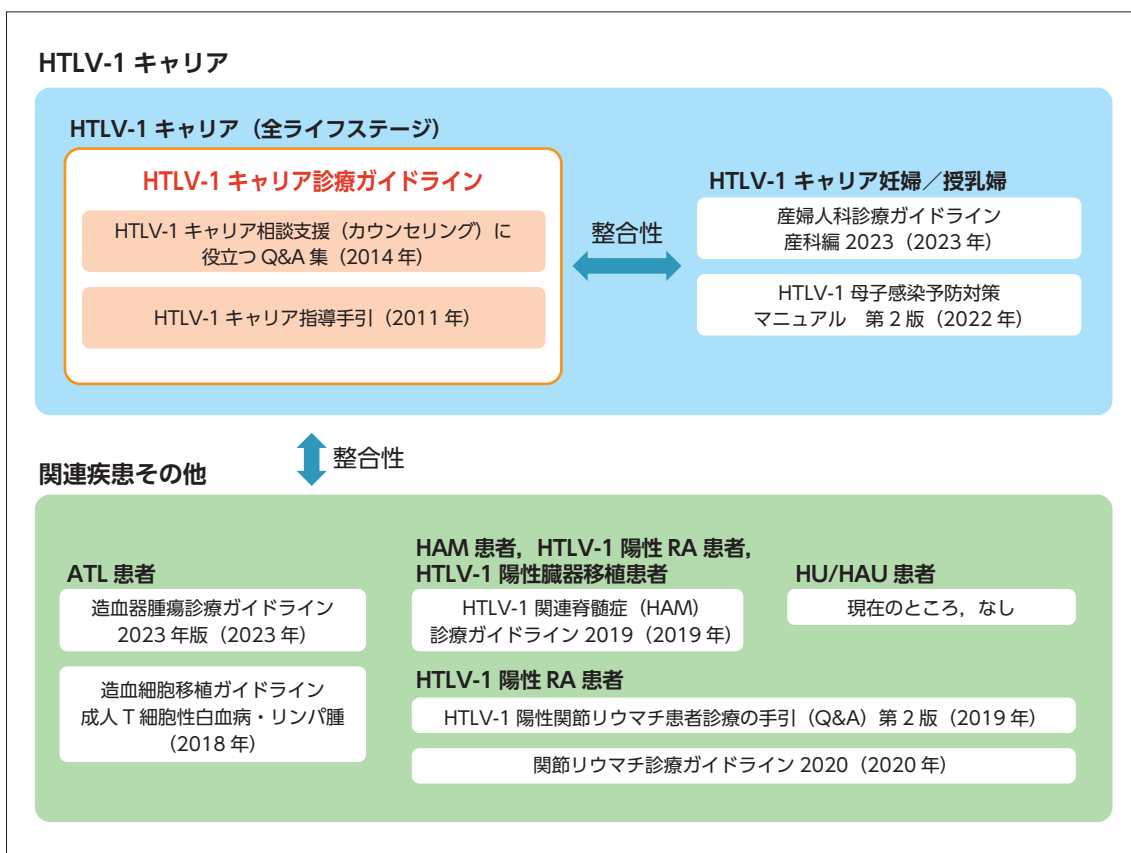 HTLV-1 キャリア
HTLV-1 キャリア（全ライフステージ）
HTLV-1 キャリア診療ガイドライン
HTLV-1 キャリア相談支援（カウンセリング）に
役立つ Q&A 集（2014 年）
HTLV-1 キャリア指導手引（2011 年）
整合性
HTLV-1 キャリア妊婦／授乳婦
産婦人科診療ガイドライン
産科編 2023（2023 年）
HTLV-1 母子感染予防対策
マニュアル　第 2 版（2022 年）
整合性
関連疾患その他
ATL 患者
造血器腫瘍診療ガイドライン
2023 年版（2023 年）
造血細胞移植ガイドライン
成人 T 細胞性白血病・リンパ腫
（2018 年）
HAM 患者，HTLV-1 陽性 RA 患者，
HTLV-1 陽性臓器移植患者
HTLV-1 関連脊髄症（HAM）
診療ガイドライン 2019（2019 年）
HU/HAU 患者
現在のところ，なし
HTLV-1 陽性 RA 患者
HTLV-1 陽性関節リウマチ患者診療の手引（Q&A）第 2 版（2019 年）
関節リウマチ診療ガイドライン 2020（2020 年）